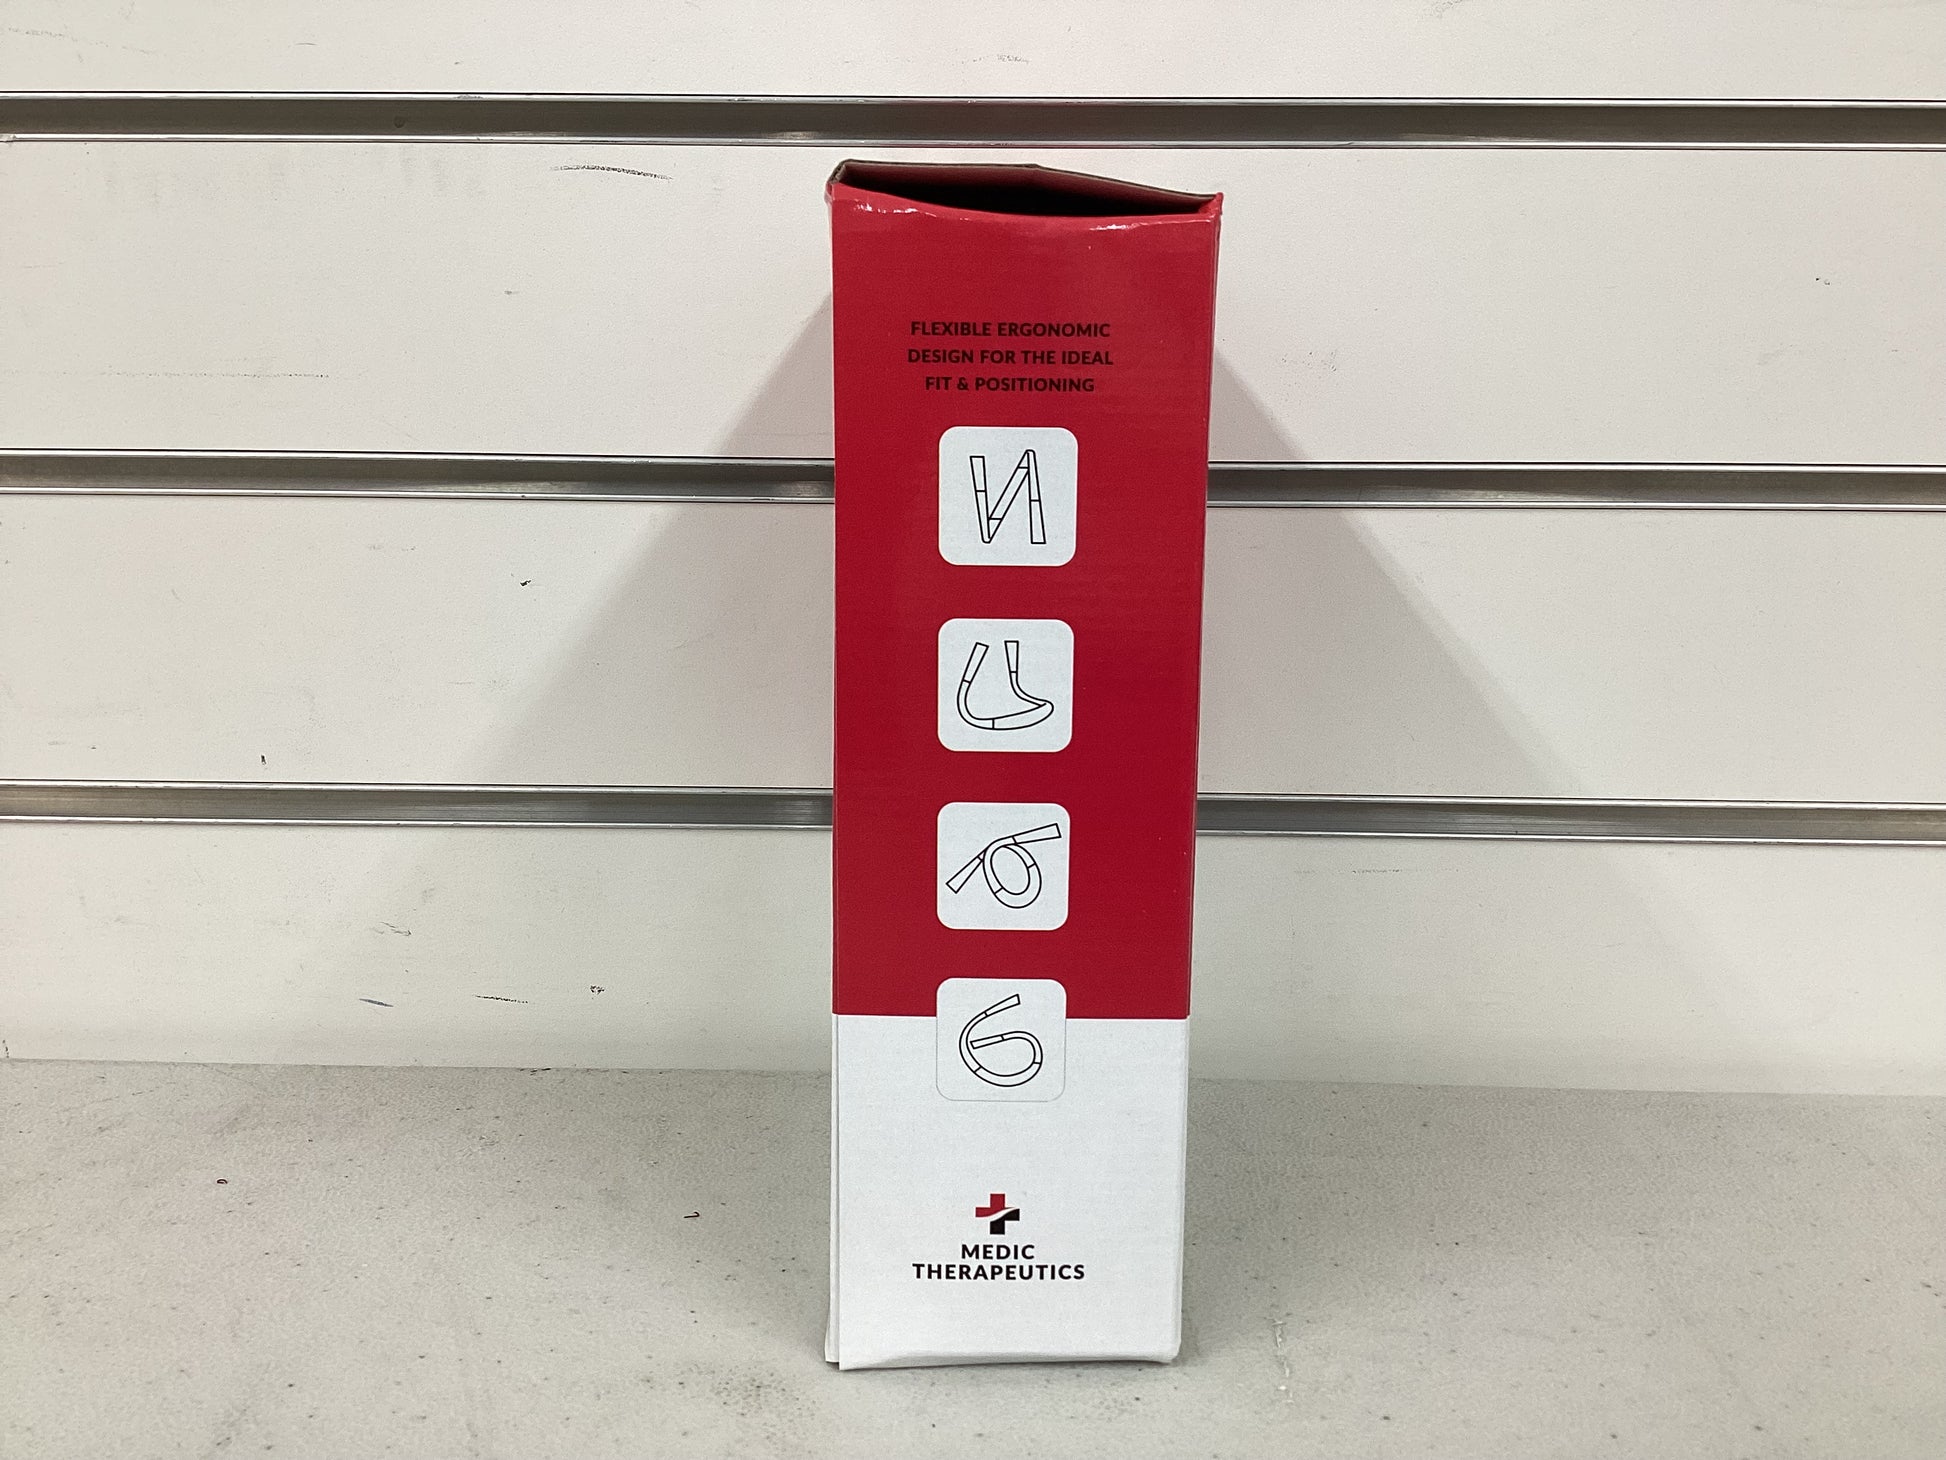 FLEXIBLE ERGONOMIC
DESIGN FOR THE IDEAL
FIT & POSITIONING
MEDIC
THERAPEUTICS